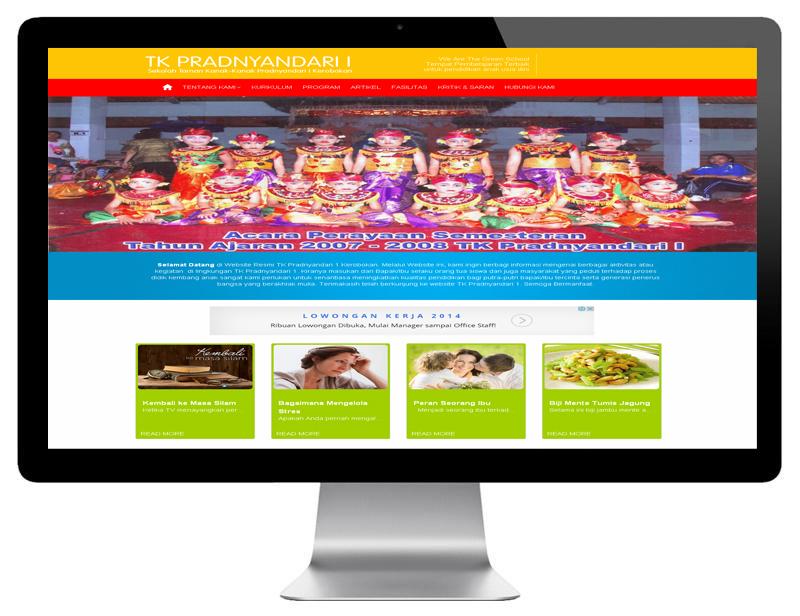 TK PRADNYANDARI I
Sekolah Taman Kanak-Kanak Pradnyandari I Kerobokan
We Are The Green School
Tempat Pembelajaran Terbaik
untuk pendidikan anak usia dini
TENTANG KAMI KURIKULUM PROGRAM ARTIKEL FASILITAS KRITIK & SARAN HUBUNGI KAMI
Acara Perayaan Semesteran
Tahun Ajaran 2007 - 2008 TK Pradnyandari I
Selamat Datang di Website Resmi TK Pradnyandari 1 Kerobokan. Melalui Website ini, kami ingin berbagi informasi mengenai berbagai aktivitas atau
kegiatan di lingkungan TK Pradnyandari 1. Kiranya masukan dari Bapak/Ibu selaku orang tua siswa dan juga masyarakat yang peduli terhadap proses
didik kembang anak sangat kami perlukan untuk senantiasa meningkatkan kualitas pendidikan bagi putra-putri bapak/ibu tercinta serta generasi penerus
bangsa yang berakhlak mulia. Terimakasih telah berkunjung ke website TK Pradnyandari 1. Semoga Bermanfaat.
LOWONGAN KERJA 2014
Ribuan Lowongan Dibuka, Mulai Manager sampai Office Staff!
Kembali
ke masa silam
Kembali ke Masa Silam
Ketika TV menayangkan per ...
READ MORE
Bagaimana Mengelola
Stres
Apakah Anda pernah mengal...
READ MORE
Peran Seorang Ibu
Menjadi seorang ibu terkad...
READ MORE
Biji Mente Tumis Jagung
Selama ini biji jambu mente a...
READ MORE